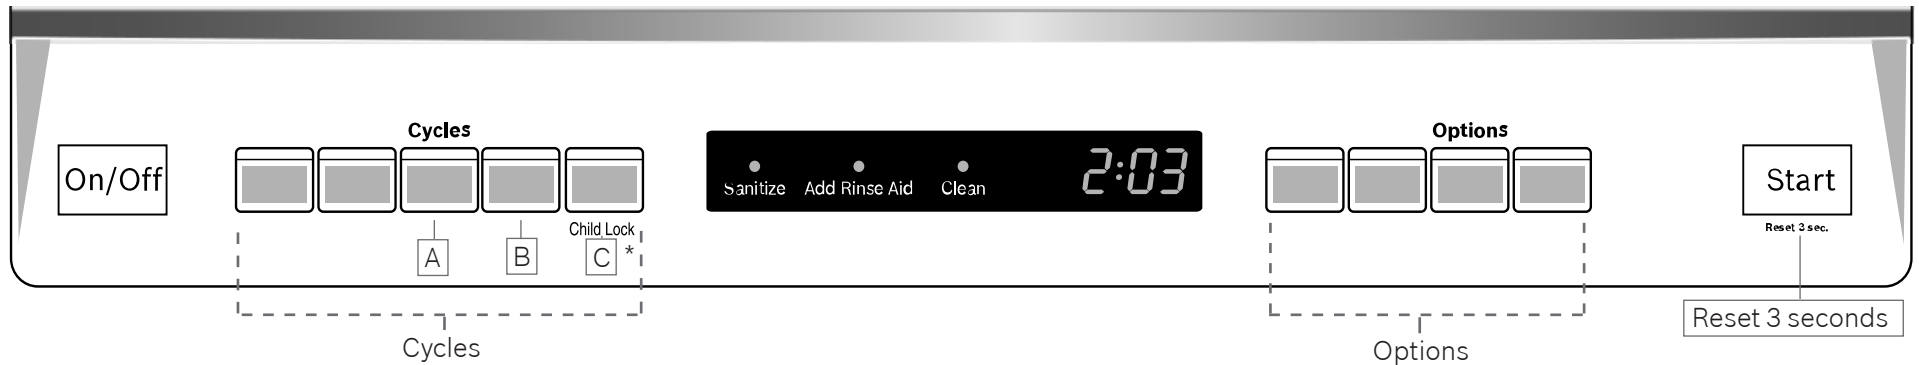 On/Off
Cycles
A
B
Child Lock
C *
Cycles
Sanitize
Add Rinse Aid
Clean
2:03
Options
Options
Start
Reset 3 sec.
Reset 3 seconds